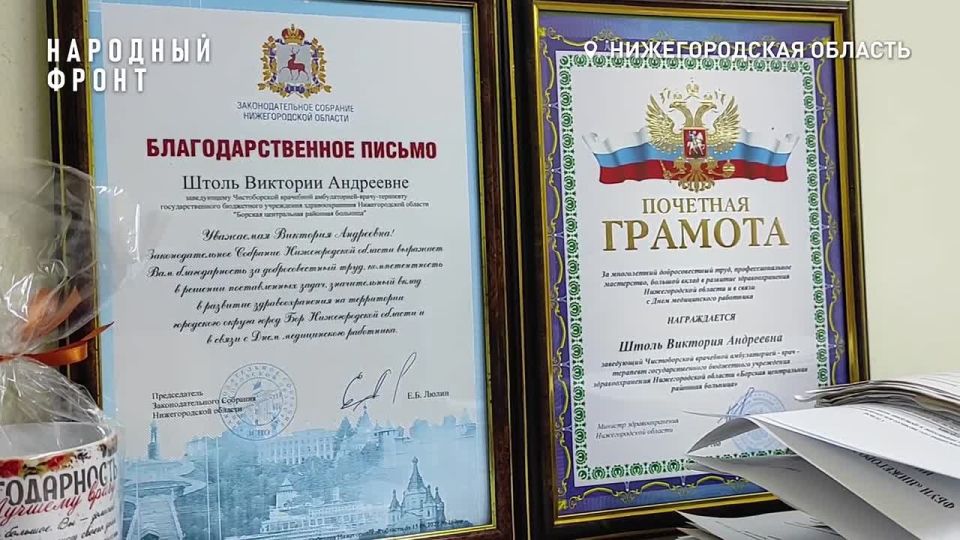 НАРОДНЫЙ
ФРОНТ
НИЖЕГОРОДСКАЯ ОБЛАСТЬ
ЗАКОНОДАТЕЛЬНОЕ СОБРАНИЕ
НИЖЕГОРОДСКОЙ ОБЛАСТИ
БЛАГОДАРСТВЕННОЕ ПИСЬМО
Штоль Виктории Андреевне
заведующему Чистоборской врачебной амбулаторией-врачу-терапевту
государственного бюджетного учреждения здравоохранения Нижегородской области
"Борская центральная районная больница"
Уважаемая Виктория Андреевна!
Законодательное Собрание Нижегородской области выражает
Вам благодарность за добросовестный труд, компетентность
в решении поставленных задач, значительный вклад
в развитие здравоохранения на территории
городского округа город Бор Нижегородской области и
в связи с Днем медицинского работника.
Председатель
Законодательного Собрания
Нижегородской области
Е.Б. Люлин
ПОЧЕТНАЯ
ГРАМОТА
За многолетний добросовестный труд, профессиональное
мастерство, большой вклад в развитие здравоохранения
Нижегородской области и в связи
с Днем медицинского работника
НАГРАЖДАЕТСЯ
Штоль Виктория Андреевна
заведующий Чистоборской врачебной амбулаторией - врач -
терапевт государственного бюджетного учреждения
здравоохранения Нижегородской области «Борская центральная
районная больница»
Министр здравоохранения
Нижегородской области
ГОДАРНОСТЬ
Лучшему врачу
большое. Вы –